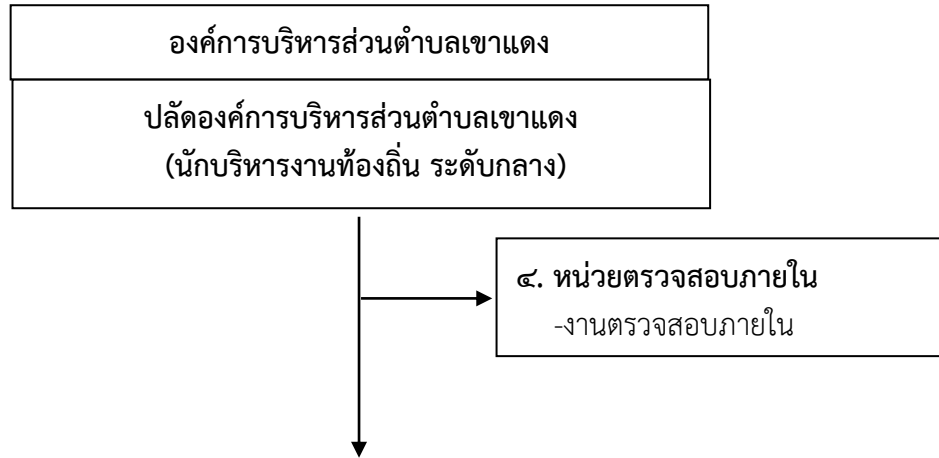 องค์การบริหารส่วนตำบลเขาแดง
ปลัดองค์การบริหารส่วนตำบลเขาแดง
(นักบริหารงานท้องถิ่น ระดับกลาง)
๔. หน่วยตรวจสอบภายใน
-งานตรวจสอบภายใน